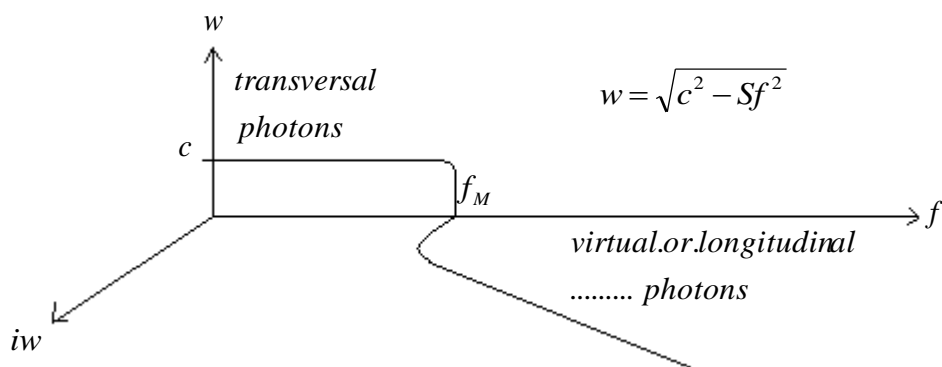 w
transversal
photons
w = √(c² − Sf²)
c
f_M
f
virtual.or.longitudinal
......... photons
iw